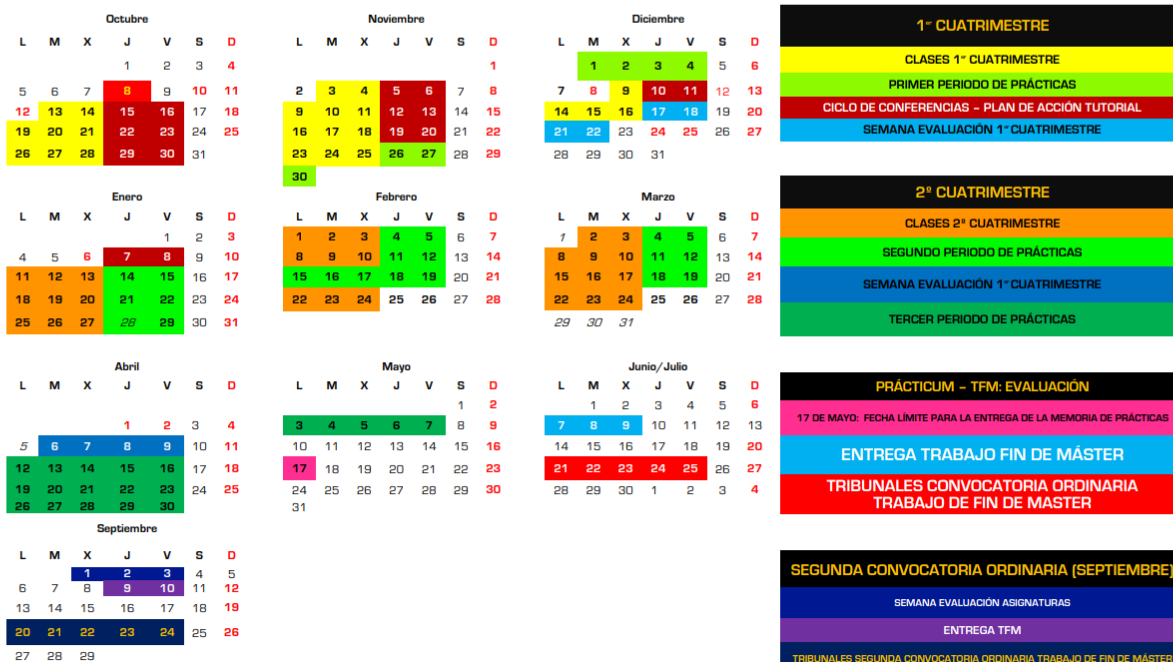 Octubre
L M X J V S D
1 2 3 4
5 6 7 8 9 10 11
12 13 14 15 16 17 18
19 20 21 22 23 24 25
26 27 28 29 30 31
Noviembre
L M X J V S D
1
2 3 4 5 6 7 8
9 10 11 12 13 14 15
16 17 18 19 20 21 22
23 24 25 26 27 28 29
30
Diciembre
L M X J V S D
1 2 3 4 5 6
7 8 9 10 11 12 13
14 15 16 17 18 19 20
21 22 23 24 25 26 27
28 29 30 31
1er CUATRIMESTRE
CLASES 1er CUATRIMESTRE
PRIMER PERIODO DE PRÁCTICAS
CICLO DE CONFERENCIAS – PLAN DE ACCIÓN TUTORIAL
SEMANA EVALUACIÓN 1er CUATRIMESTRE
Enero
L M X J V S D
1 2 3
4 5 6 7 8 9 10
11 12 13 14 15 16 17
18 19 20 21 22 23 24
25 26 27 28 29 30 31
Febrero
L M X J V S D
1 2 3 4 5 6 7
8 9 10 11 12 13 14
15 16 17 18 19 20 21
22 23 24 25 26 27 28
Marzo
L M X J V S D
1 2 3 4 5 6 7
8 9 10 11 12 13 14
15 16 17 18 19 20 21
22 23 24 25 26 27 28
29 30 31
2º CUATRIMESTRE
CLASES 2º CUATRIMESTRE
SEGUNDO PERIODO DE PRÁCTICAS
SEMANA EVALUACIÓN 1er CUATRIMESTRE
TERCER PERIODO DE PRÁCTICAS
Abril
L M X J V S D
1 2 3 4
5 6 7 8 9 10 11
12 13 14 15 16 17 18
19 20 21 22 23 24 25
26 27 28 29 30
Mayo
L M X J V S D
1 2
3 4 5 6 7 8 9
10 11 12 13 14 15 16
17 18 19 20 21 22 23
24 25 26 27 28 29 30
31
Junio/Julio
L M X J V S D
1 2 3 4 5 6
7 8 9 10 11 12 13
14 15 16 17 18 19 20
21 22 23 24 25 26 27
28 29 30 1 2 3 4
PRÁCTICUM – TFM: EVALUACIÓN
17 DE MAYO: FECHA LÍMITE PARA LA ENTREGA DE LA MEMORIA DE PRÁCTICAS
ENTREGA TRABAJO FIN DE MÁSTER
TRIBUNALES CONVOCATORIA ORDINARIA
TRABAJO DE FIN DE MASTER
Septiembre
L M X J V S D
1 2 3 4 5
6 7 8 9 10 11 12
13 14 15 16 17 18 19
20 21 22 23 24 25 26
27 28 29
SEGUNDA CONVOCATORIA ORDINARIA (SEPTIEMBRE)
SEMANA EVALUACIÓN ASIGNATURAS
ENTREGA TFM
TRIBUNALES SEGUNDA CONVOCATORIA ORDINARIA TRABAJO DE FIN DE MÁSTER